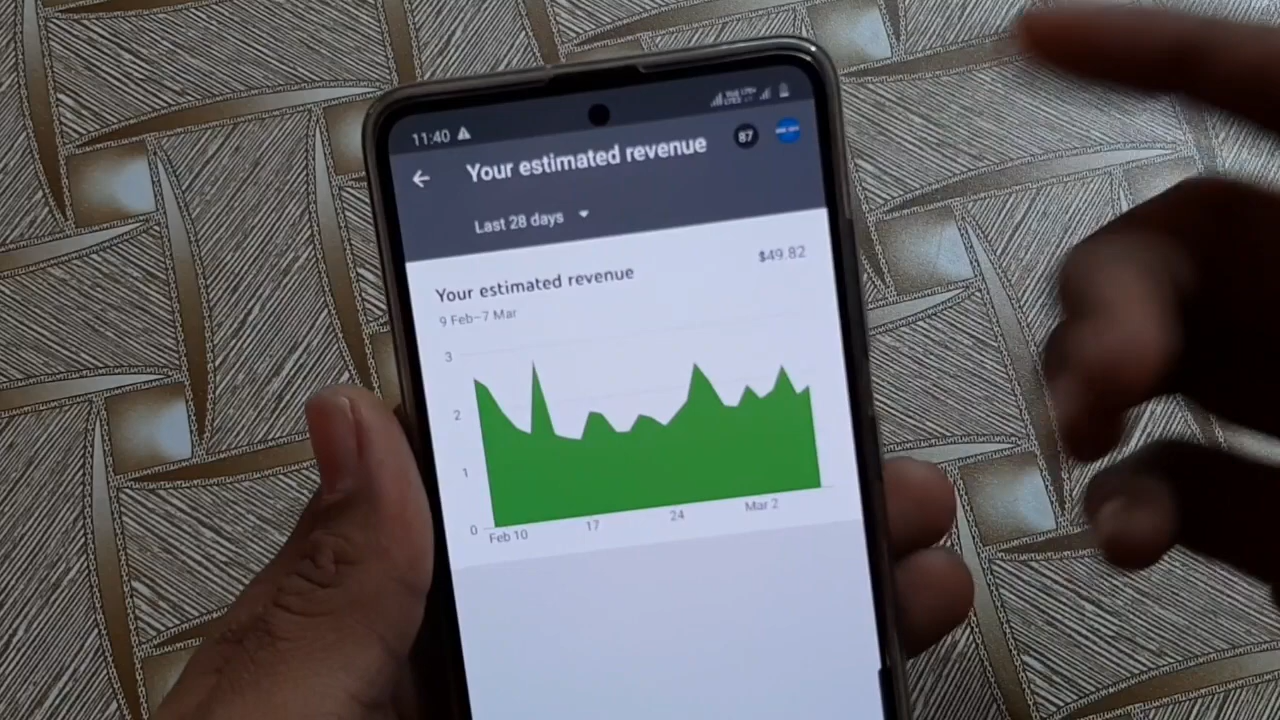 11:40
Your estimated revenue
87
Last 28 days
Your estimated revenue
$49.82
9 Feb–7 Mar
3
2
1
0
Feb 10
17
24
Mar 2